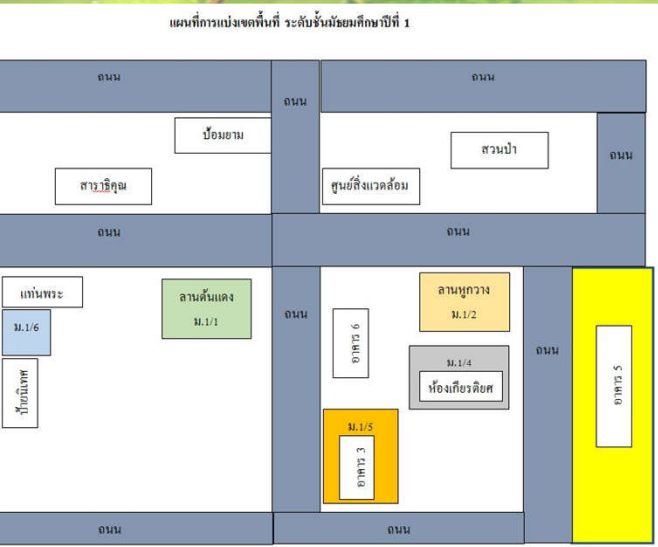 แผนที่การแบ่งเขตพื้นที่ ระดับชั้นมัธยมศึกษาปีที่ 1
ถนน
ถนน
ถนน
ป้อมยาม
สวนป่า
ถนน
สาราธิคุณ
ศูนย์สิ่งแวดล้อม
ถนน
ถนน
แท่นพระ
ม.1/6
ป้ายนิเทศ
ลานต้นแดง
ม.1/1
ถนน
อาคาร 6
ลานหูกวาง
ม.1/2
ม.1/4
ห้องเกียรติยศ
ม.1/5
อาคาร 3
ถนน
อาคาร 5
ถนน
ถนน